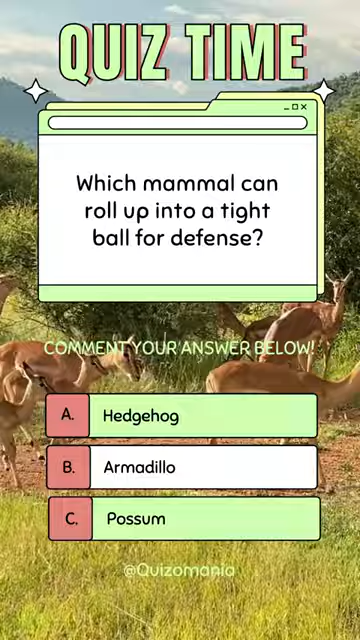 QUIZ TIME
Which mammal can
roll up into a tight
ball for defense?
COMMENT YOUR ANSWER BELOW!
A. Hedgehog
B. Armadillo
C. Possum
@Quizomania